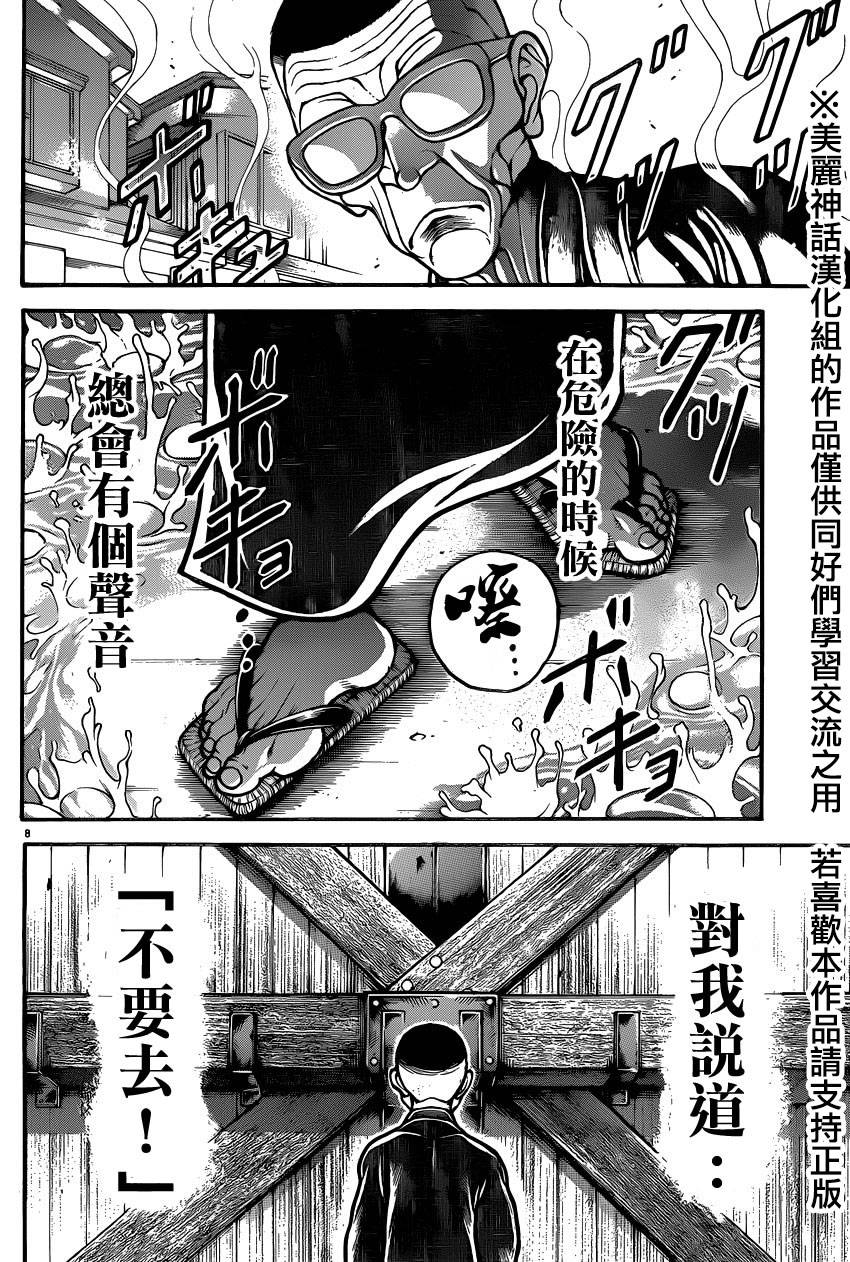 ※美麗神話漢化組的作品僅供同好們學習交流之用
若喜歡本作品請支持正版
グググ
ボキョ
在危險的時候
ググ
嘿…
ボキョ
ボキョ
總會有個聲音…
8
對我説道：
「不要去！」